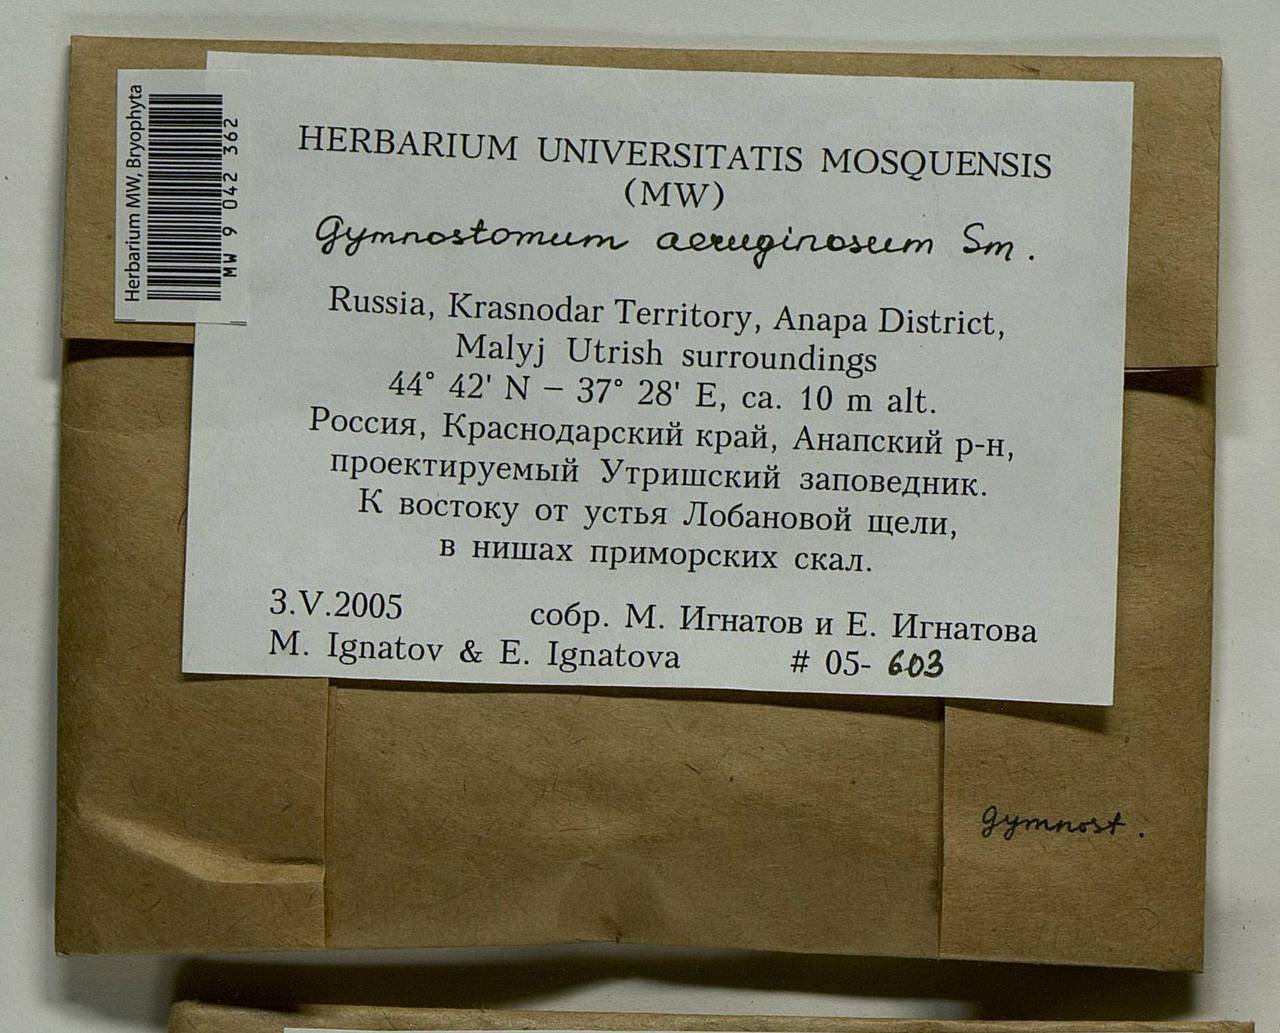 Herbarium MW, Bryophyta
MW 9 042 362
HERBARIUM UNIVERSITATIS MOSQUENSIS
(MW)
Gymnostomum aeruginosum Sm.
Russia, Krasnodar Territory, Anapa District,
Malyj Utrish surroundings
44° 42' N – 37° 28' E, ca. 10 m alt.
Россия, Краснодарский край, Анапский р-н,
проектируемый Утришский заповедник.
К востоку от устья Лобановой щели,
в нишах приморских скал.
3.V.2005 собр. М. Игнатов и Е. Игнатова
M. Ignatov & E. Ignatova # 05- 603
Gymnost.